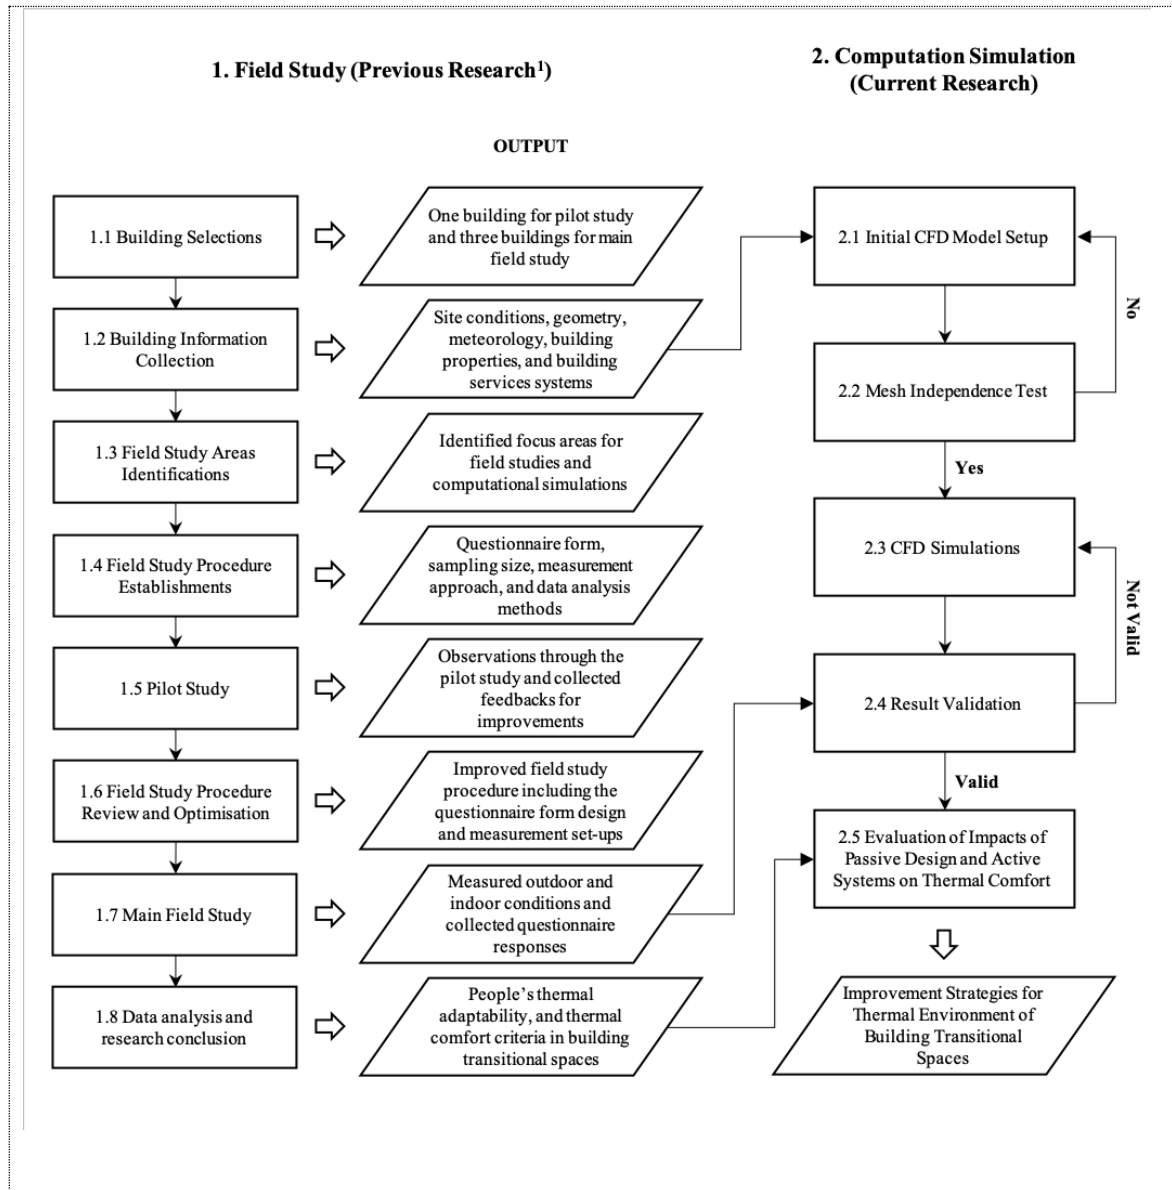 1. Field Study (Previous Research¹)
2. Computation Simulation
(Current Research)
OUTPUT
1.1 Building Selections
One building for pilot study
and three buildings for main
field study
1.2 Building Information
Collection
Site conditions, geometry,
meteorology, building
properties, and building
services systems
1.3 Field Study Areas
Identifications
Identified focus areas for
field studies and
computational simulations
1.4 Field Study Procedure
Establishments
Questionnaire form,
sampling size, measurement
approach, and data analysis
methods
1.5 Pilot Study
Observations through the
pilot study and collected
feedbacks for
improvements
1.6 Field Study Procedure
Review and Optimisation
Improved field study
procedure including the
questionnaire form design
and measurement set-ups
1.7 Main Field Study
Measured outdoor and
indoor conditions and
collected questionnaire
responses
1.8 Data analysis and
research conclusion
People’s thermal
adaptability, and thermal
comfort criteria in building
transitional spaces
2.1 Initial CFD Model Setup
No
2.2 Mesh Independence Test
Yes
2.3 CFD Simulations
Not Valid
2.4 Result Validation
Valid
2.5 Evaluation of Impacts of
Passive Design and Active
Systems on Thermal Comfort
Improvement Strategies for
Thermal Environment of
Building Transitional
Spaces